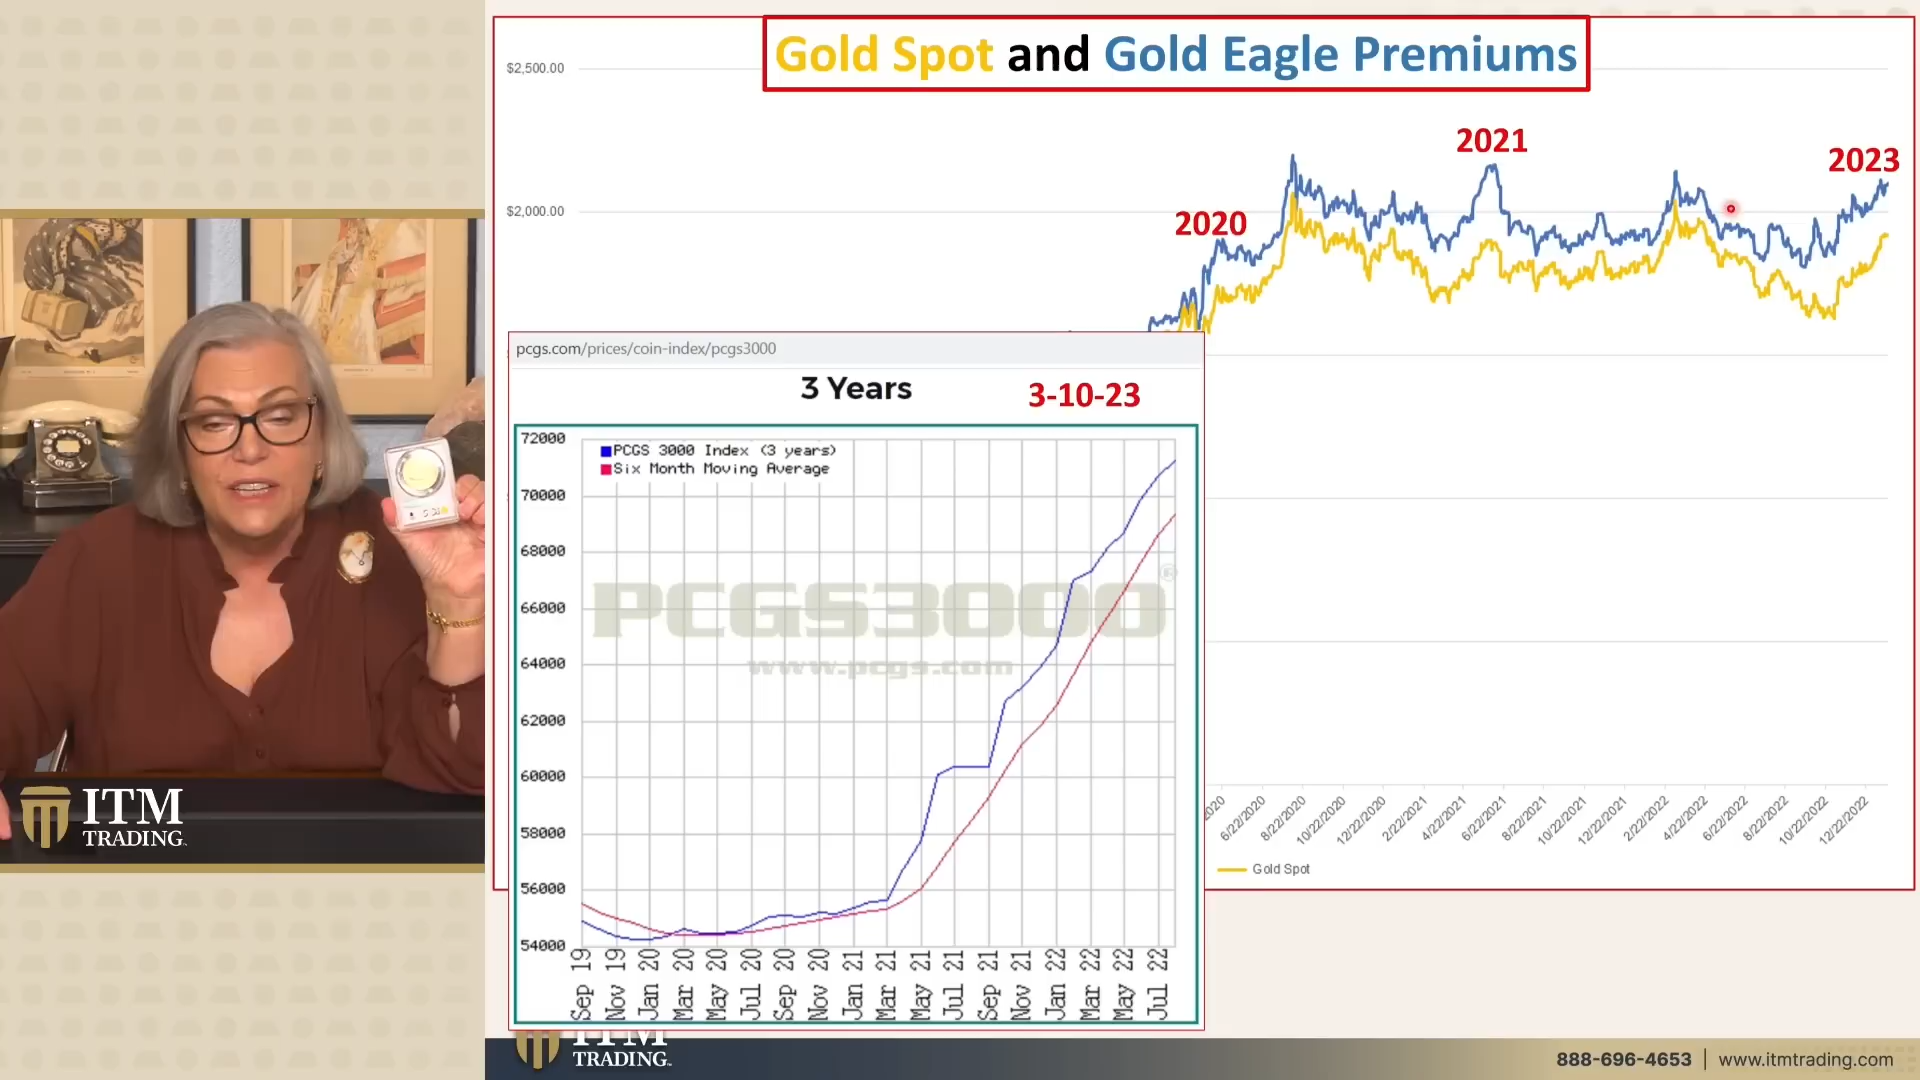 Gold Spot and Gold Eagle Premiums
$2,500.00
$2,000.00
2020
2021
2023
pcgs.com/prices/coin-index/pcgs3000
3 Years
3-10-23
PCGS 3000 Index (3 years)
Six Month Moving Average
72000
70000
68000
66000
64000
62000
60000
58000
56000
54000
PCGS3000®
www.pcgs.com
Sep 19
Nov 19
Jan 20
Mar 20
May 20
Jul 20
Sep 20
Nov 20
Jan 21
Mar 21
May 21
Jul 21
Sep 21
Nov 21
Jan 22
Mar 22
May 22
Jul 22
2020
6/22/2020
8/22/2020
10/22/2020
12/22/2020
2/22/2021
4/22/2021
6/22/2021
8/22/2021
10/22/2021
12/22/2021
2/22/2022
4/22/2022
6/22/2022
8/22/2022
10/22/2022
12/22/2022
Gold Spot
ITM
TRADING
ITM
TRADING
888-696-4653 | www.itmtrading.com